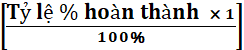 [Tỷ lệ % hoàn thành × 1]
100%